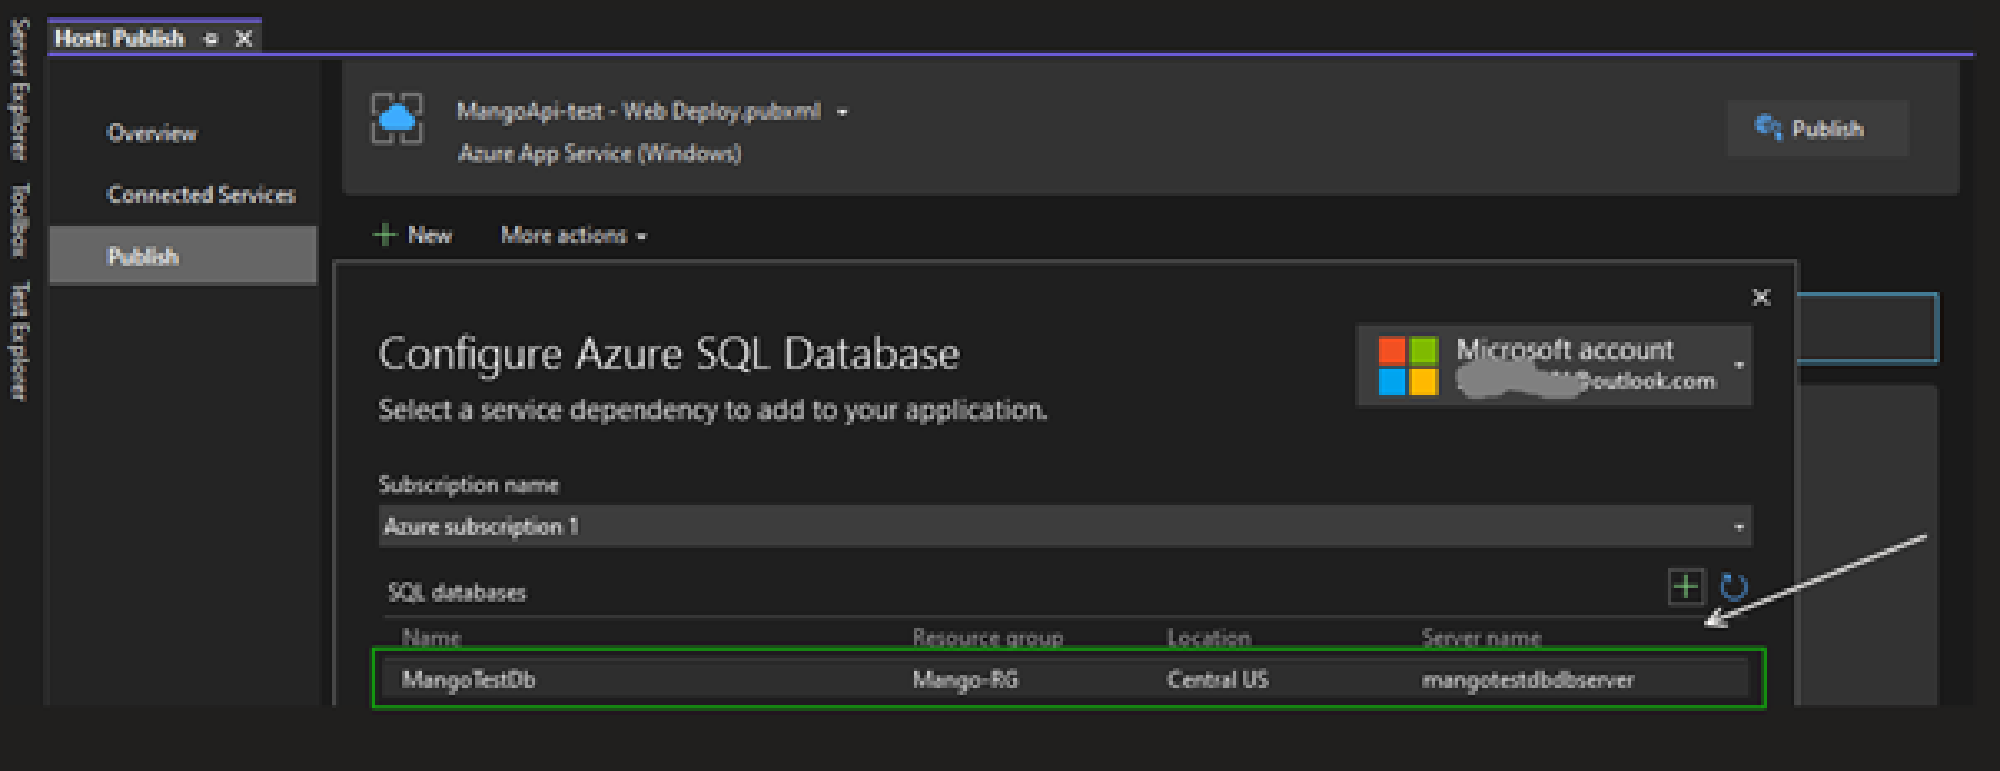 Server Explorer
Toolbox
Test Explorer
Host: Publish
Overview
Connected Services
Publish
MangoApi-test - Web Deploy.pubxml
Azure App Service (Windows)
Publish
New
More actions
Configure Azure SQL Database
Select a service dependency to add to your application.
Microsoft account
@outlook.com
Subscription name
Azure subscription 1
SQL databases
Name Resource group Location Server name
MangoTestDb Mango-RG Central US mangotestdbdbserver